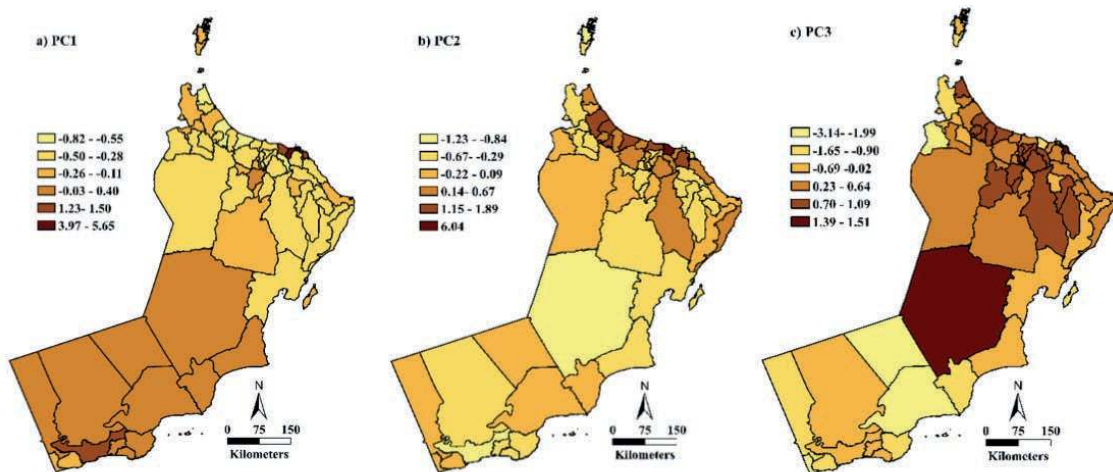 a) PC1
-0.82 - -0.55
-0.50 - -0.28
-0.26 - -0.11
-0.03 - 0.40
1.23 - 1.50
3.97 - 5.65
N
0 75 150
Kilometers
b) PC2
-1.23 - -0.84
-0.67 - -0.29
-0.22 - 0.09
0.14- 0.67
1.15 - 1.89
6.04
N
0 75 150
Kilometers
c) PC3
-3.14- -1.99
-1.65 - -0.90
-0.69 -0.02
0.23 - 0.64
0.70 - 1.09
1.39 - 1.51
N
0 75 150
Kilometers